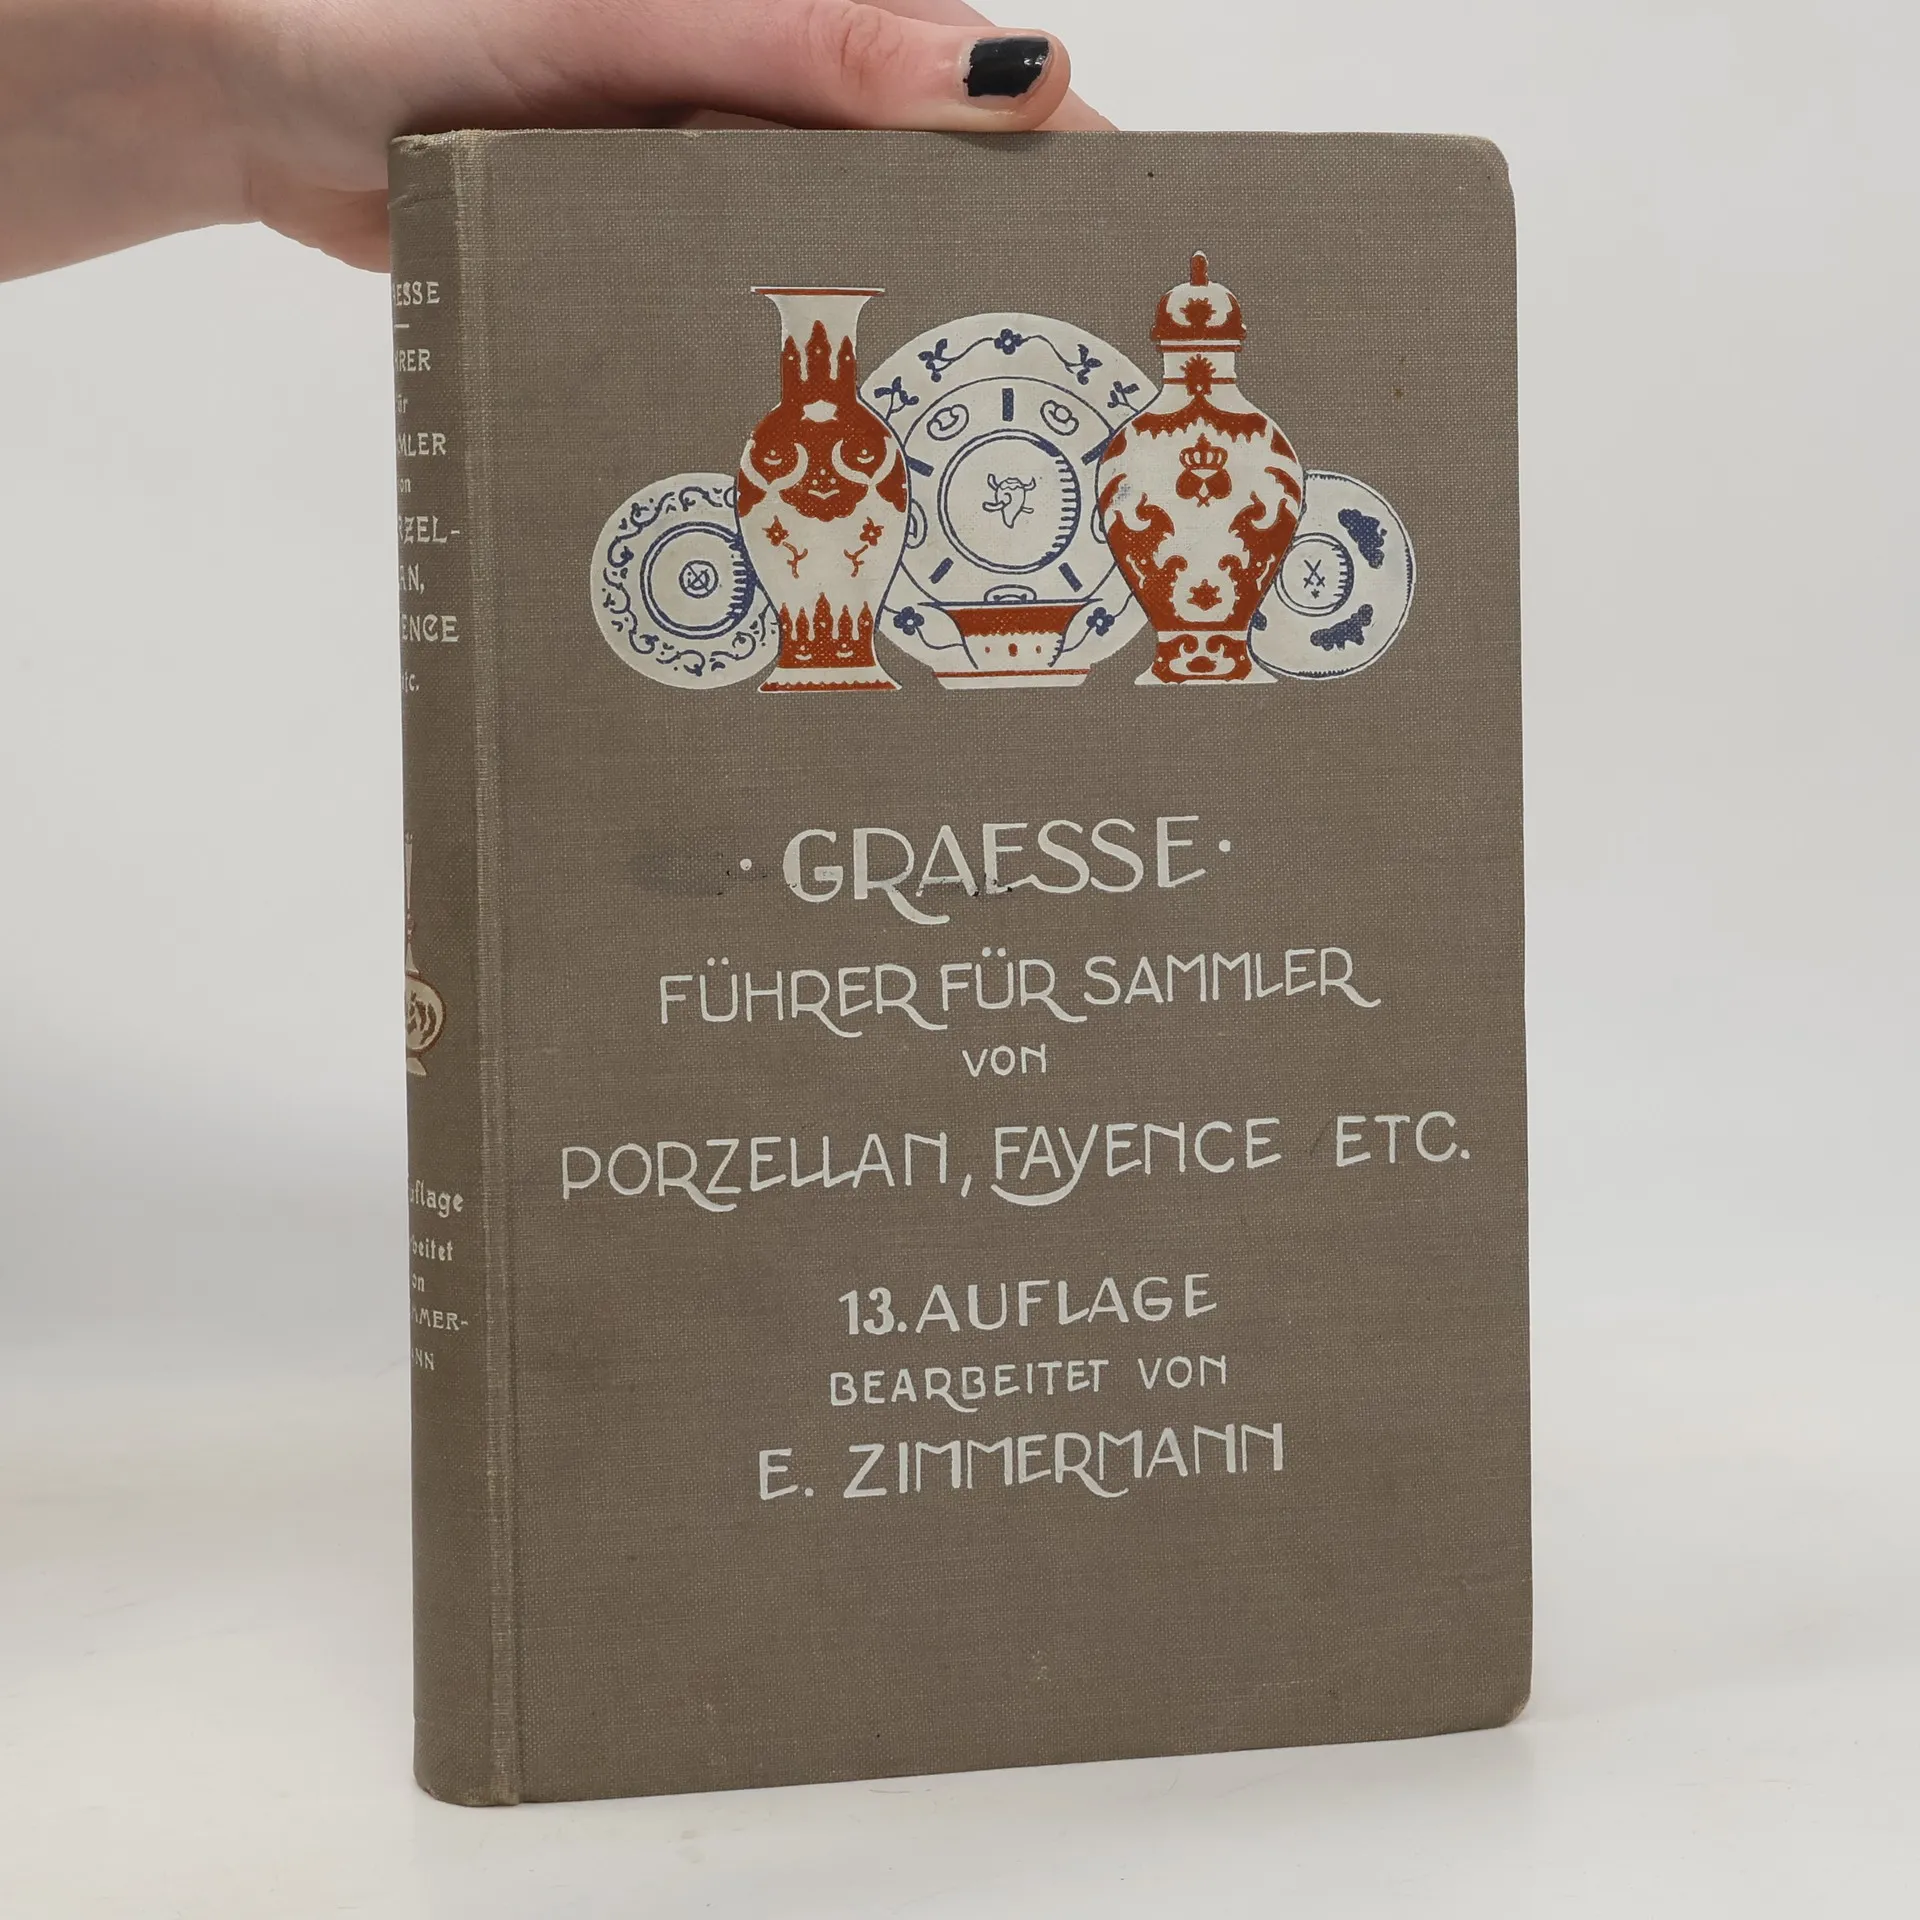 · GRAESSE ·
FÜHRER FÜR SAMMLER
VON
PORZELLAN, FAYENCE ETC.
13. AUFLAGE
BEARBEITET VON
E. ZIMMERMANN